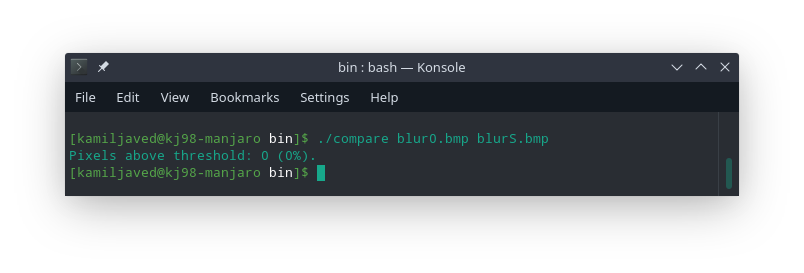 bin : bash — Konsole
File Edit View Bookmarks Settings Help
[kamiljaved@kj98-manjaro bin]$ ./compare blurO.bmp blurS.bmp
Pixels above threshold: 0 (0%).
[kamiljaved@kj98-manjaro bin]$